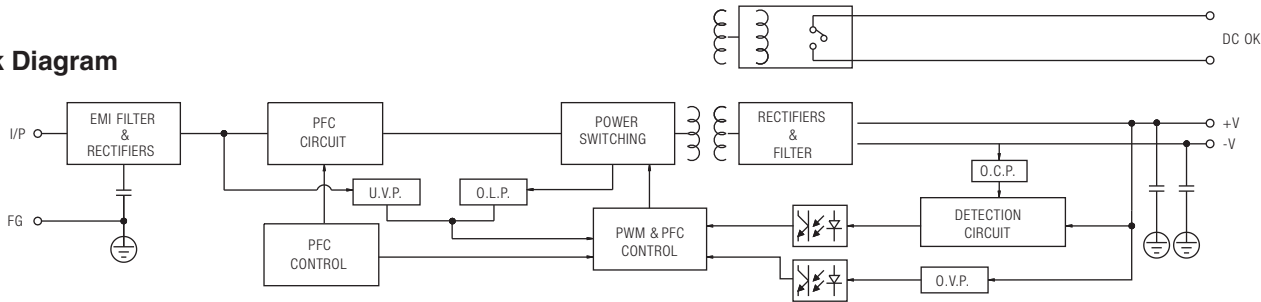 DC OK
k Diagram
I/P
EMI FILTER
&
RECTIFIERS
PFC
CIRCUIT
POWER
SWITCHING
RECTIFIERS
&
FILTER
+V
-V
U.V.P.
O.L.P.
O.C.P.
FG
PFC
CONTROL
PWM & PFC
CONTROL
DETECTION
CIRCUIT
O.V.P.